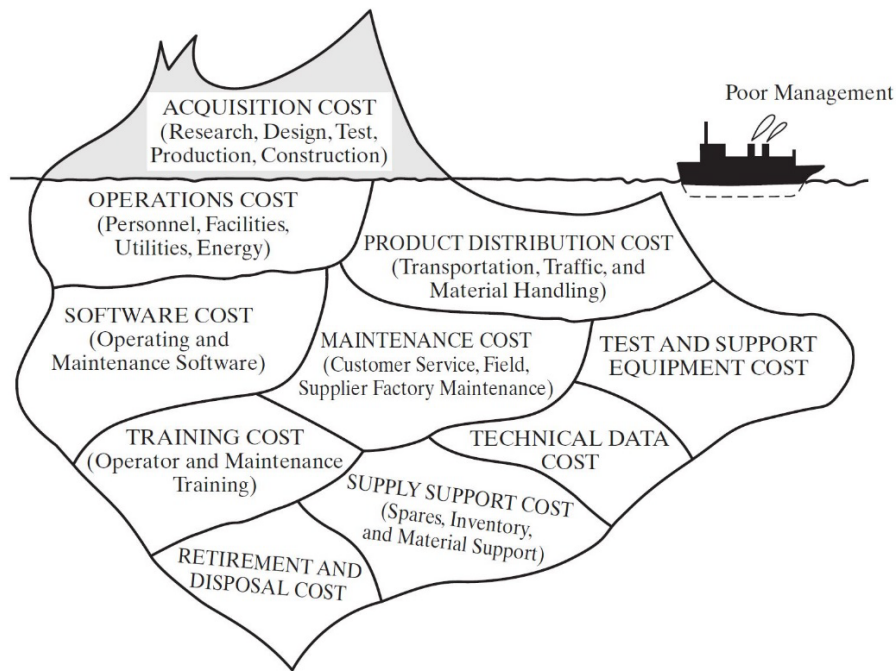 Poor Management
ACQUISITION COST
(Research, Design, Test,
Production, Construction)
OPERATIONS COST
(Personnel, Facilities,
Utilities, Energy)
PRODUCT DISTRIBUTION COST
(Transportation, Traffic, and
Material Handling)
SOFTWARE COST
(Operating and
Maintenance Software)
MAINTENANCE COST
(Customer Service, Field,
Supplier Factory Maintenance)
TEST AND SUPPORT
EQUIPMENT COST
TRAINING COST
(Operator and Maintenance
Training)
TECHNICAL DATA
COST
SUPPLY SUPPORT COST
(Spares, Inventory,
and Material Support)
RETIREMENT AND
DISPOSAL COST